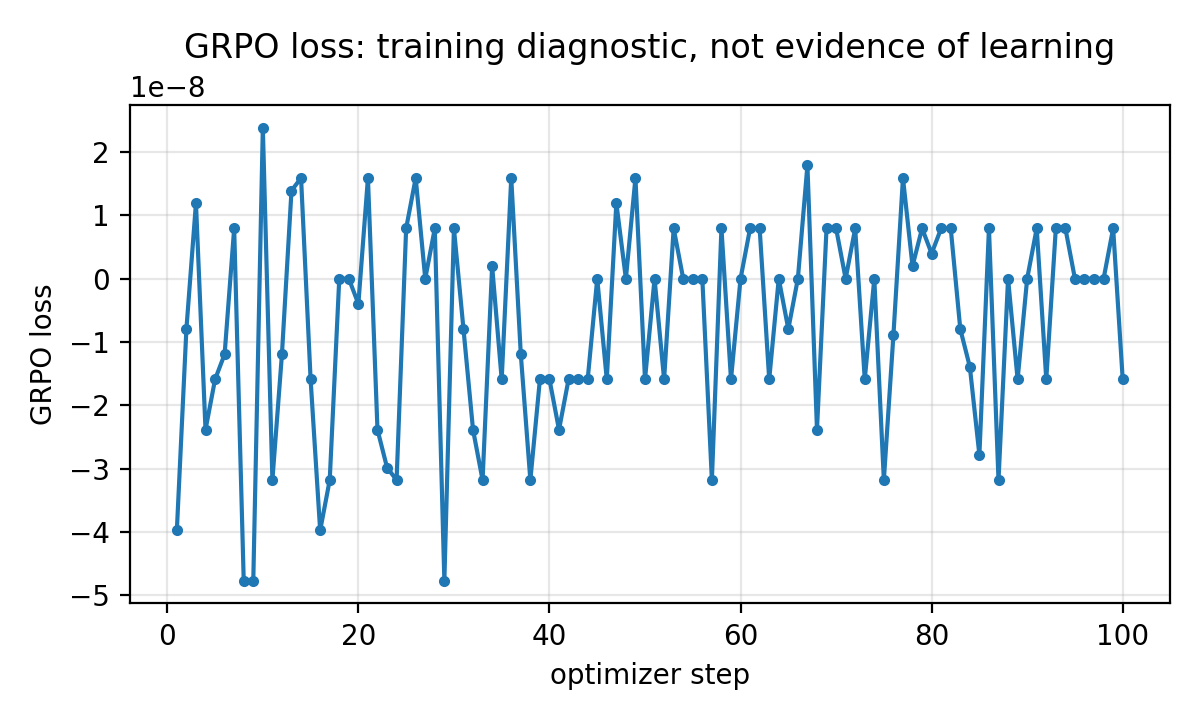 GRPO loss: training diagnostic, not evidence of learning
1e−8
2
1
0
−1
−2
−3
−4
−5
GRPO loss
0 20 40 60 80 100
optimizer step